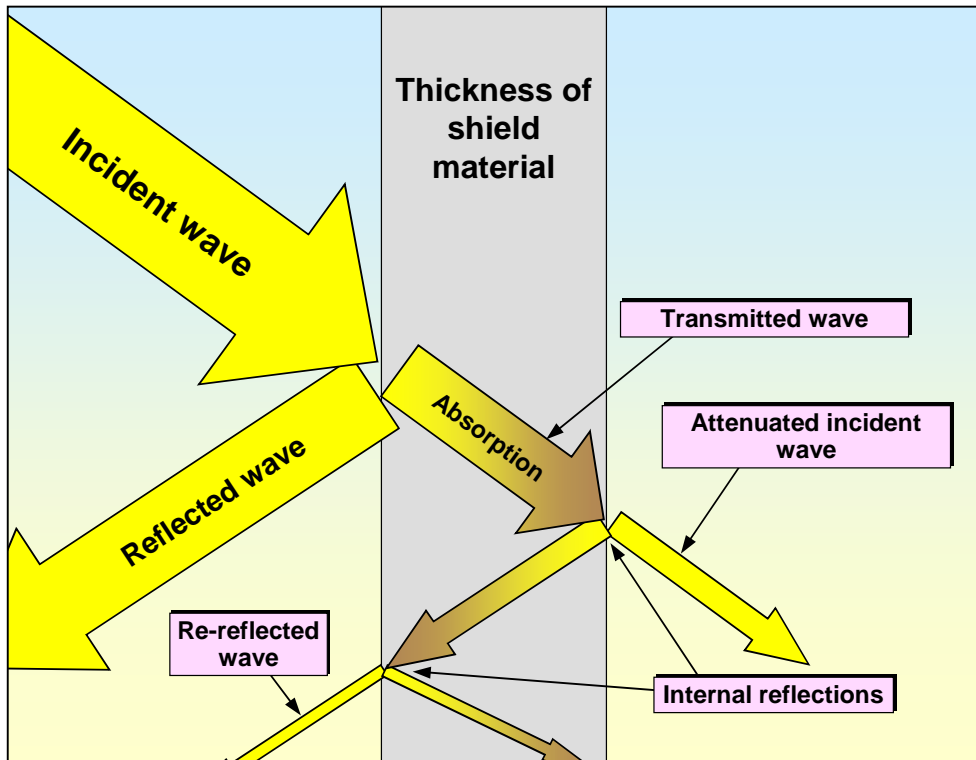 Thickness of
shield
material
Incident wave
Transmitted wave
Absorption
Attenuated incident
wave
Reflected wave
Re-reflected
wave
Internal reflections